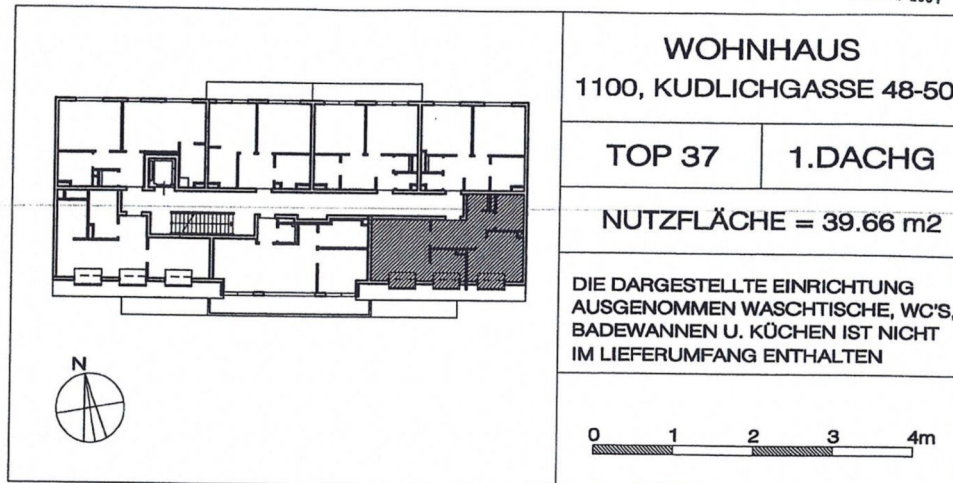 WOHNHAUS
1100, KUDLICHGASSE 48-50
TOP 37
1.DACHG
NUTZFLÄCHE = 39.66 m2
DIE DARGESTELLTE EINRICHTUNG
AUSGENOMMEN WASCHTISCHE, WC'S,
BADEWANNEN U. KÜCHEN IST NICHT
IM LIEFERUMFANG ENTHALTEN
N
0 1 2 3 4m